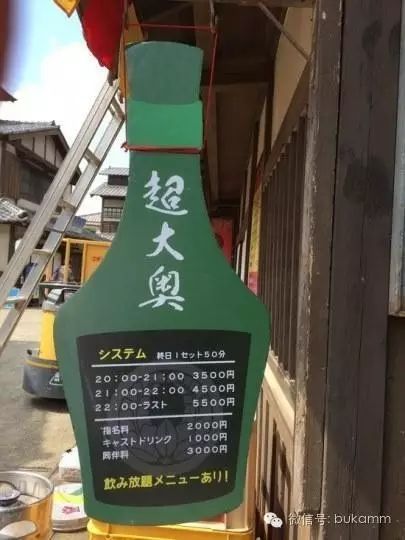 超大奥
システム 終日1セット50分
20:00-21:00 3500円
21:00-22:00 4500円
22:00-ラスト 5500円
指名料 2000円
キャストドリンク 1000円
同伴料 3000円
飲み放題メニューあり!
微信号: bukamm